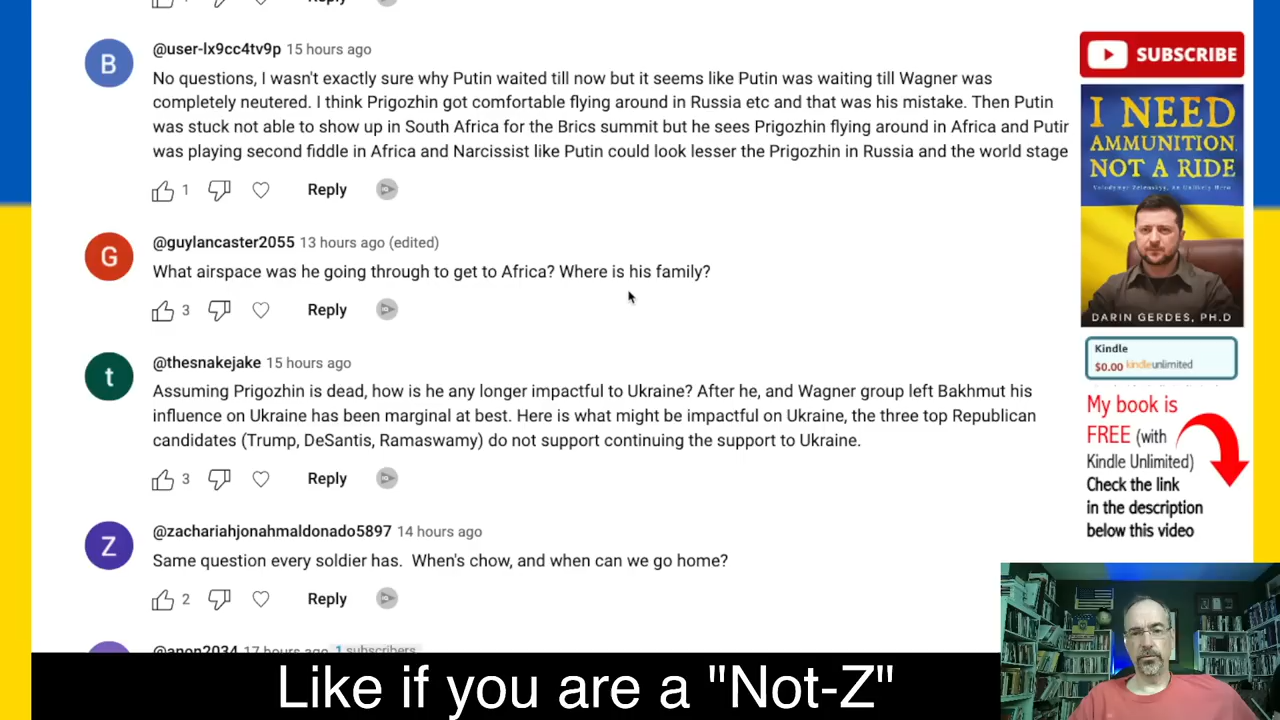 Reply
@user-lx9cc4tv9p 15 hours ago
B
No questions, I wasn't exactly sure why Putin waited till now but it seems like Putin was waiting till Wagner was
completely neutered. I think Prigozhin got comfortable flying around in Russia etc and that was his mistake. Then Putin
was stuck not able to show up in South Africa for the Brics summit but he sees Prigozhin flying around in Africa and Putir
was playing second fiddle in Africa and Narcissist like Putin could look lesser the Prigozhin in Russia and the world stage
1 Reply
@guylancaster2055 13 hours ago (edited)
G
What airspace was he going through to get to Africa? Where is his family?
3 Reply
@thesnakejake 15 hours ago
t
Assuming Prigozhin is dead, how is he any longer impactful to Ukraine? After he, and Wagner group left Bakhmut his
influence on Ukraine has been mrginal at best. Here is what might be impactful on Ukraine, the three top Republican
candidates (Trump, DeSantis, Ramaswamy) do not support continuing the support to Ukraine.
3 Reply
@zachariahjonahmaldonado5897 14 hours ago
Z
Same question every soldier has. When's chow, and when can we go home?
2 Reply
@anon2034 17 hours ago 1 subscribers
SUBSCRIBE
I NEED
AMMUNITION,
NOT A RIDE
Volodymyr Zelenskyy, An Unlikely Hero
DARIN GERDES, PH.D
Kindle
$0.00 kindleunlimited
My book is
FREE (with
Kindle Unlimited)
Check the link
in the description
below this video
Like if you are a "Not-Z"